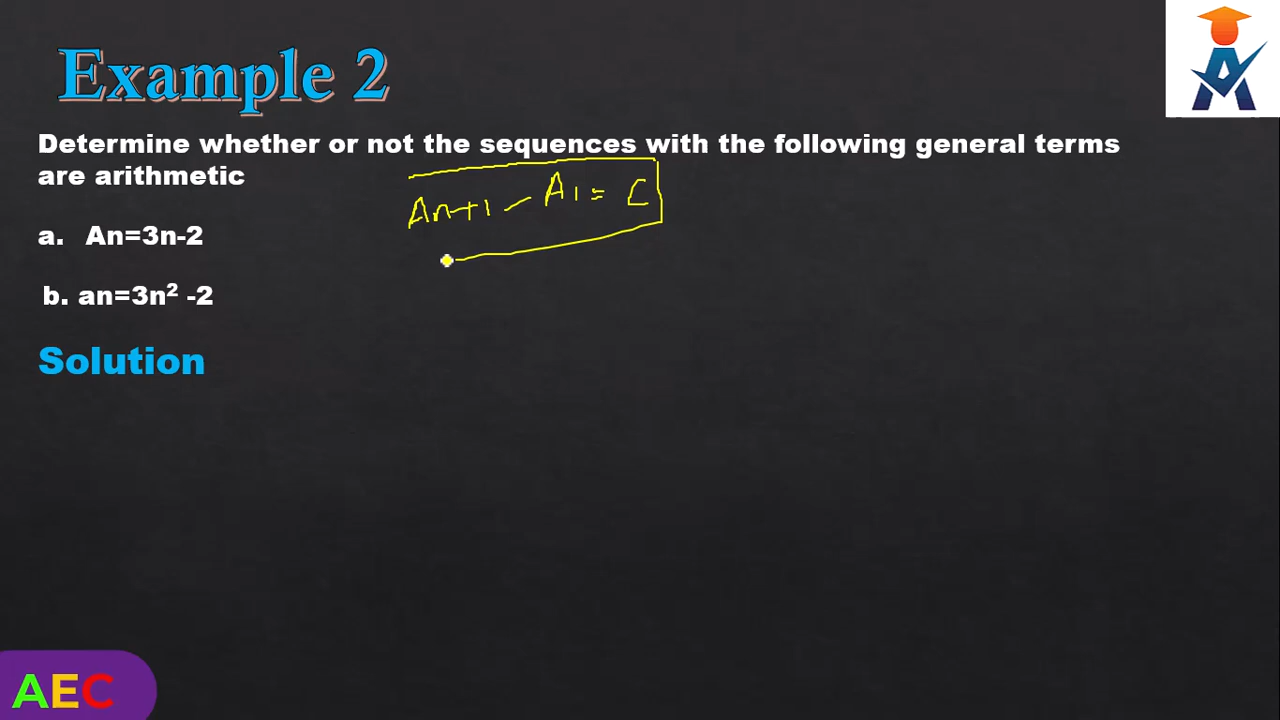 Example 2
Determine whether or not the sequences with the following general terms
are arithmetic
An+1 - A1 = C
a. An=3n-2
b. an=3n² -2
Solution
AEC